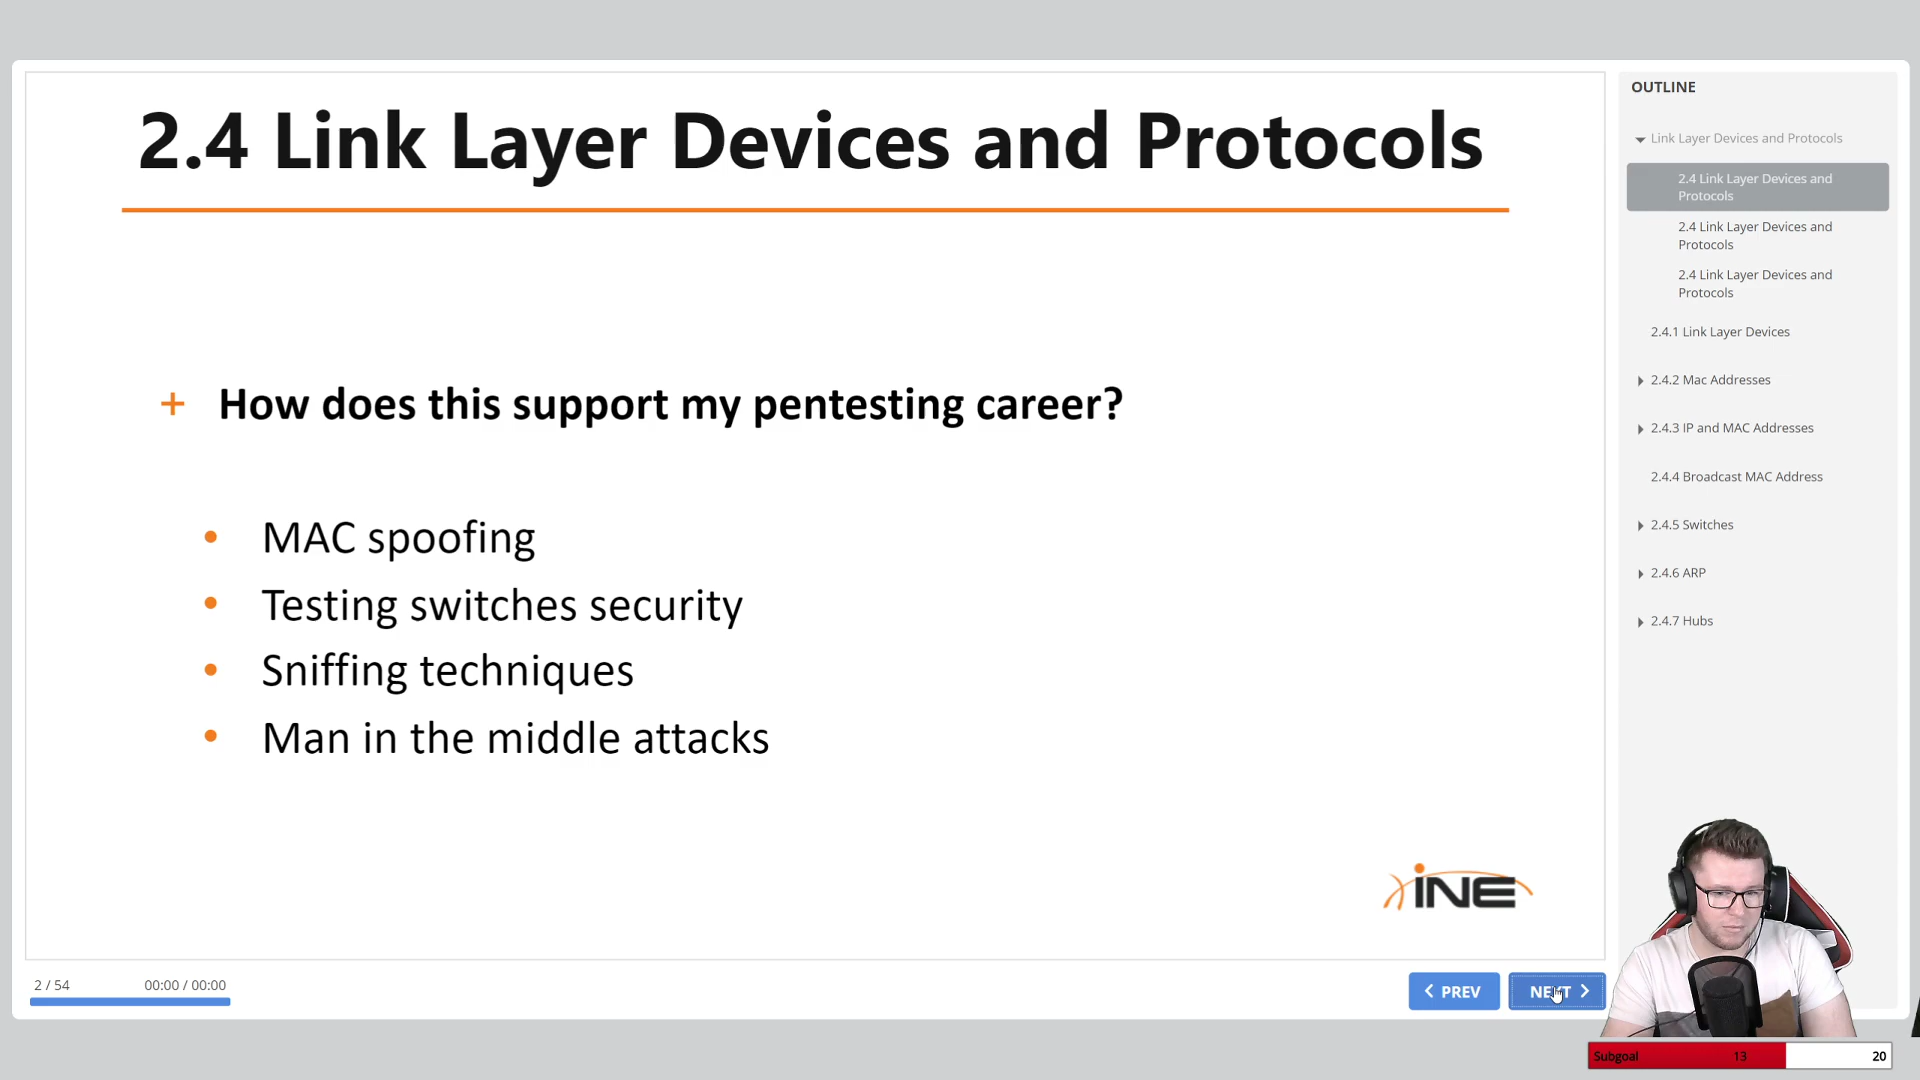 2.4 Link Layer Devices and Protocols
+ How does this support my pentesting career?
• MAC spoofing
• Testing switches security
• Sniffing techniques
• Man in the middle attacks
iNE
2 / 54
00:00 / 00:00
PREV
NEXT
OUTLINE
Link Layer Devices and Protocols
2.4 Link Layer Devices and
Protocols
2.4 Link Layer Devices and
Protocols
2.4 Link Layer Devices and
Protocols
2.4.1 Link Layer Devices
2.4.2 Mac Addresses
2.4.3 IP and MAC Addresses
2.4.4 Broadcast MAC Address
2.4.5 Switches
2.4.6 ARP
2.4.7 Hubs
Subgoal 13 20